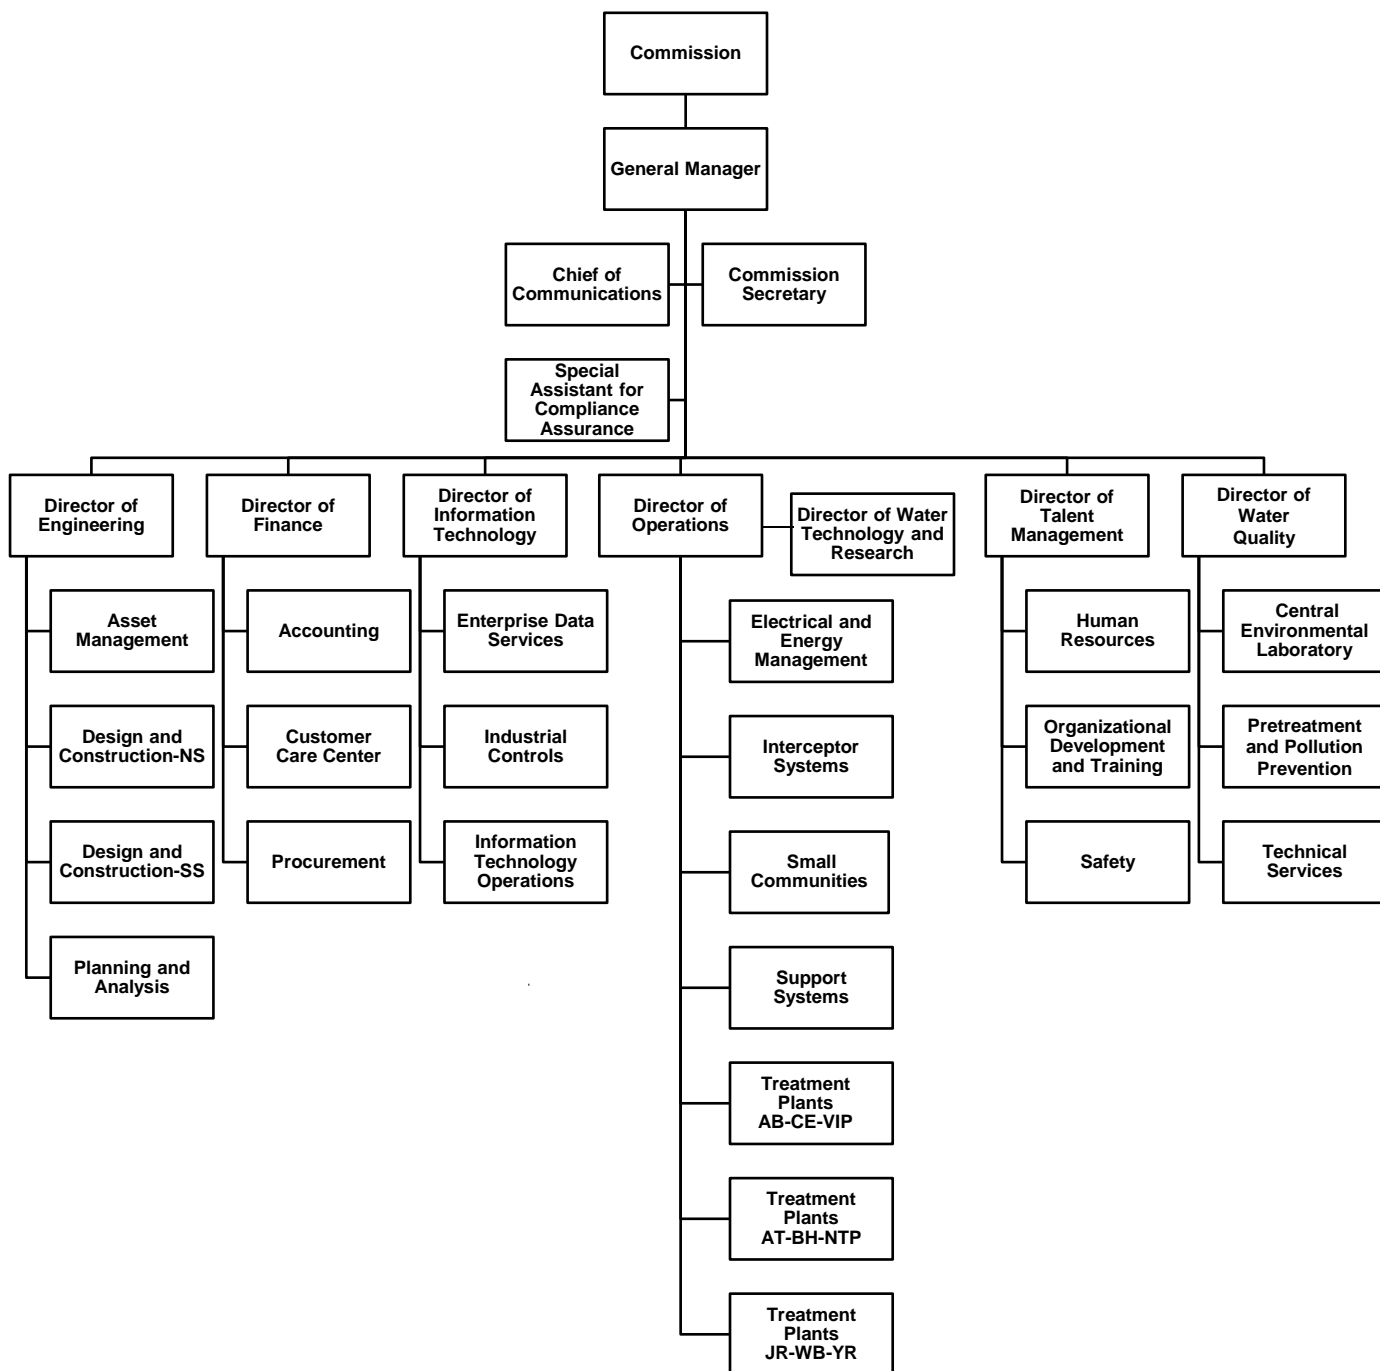 Commission
General Manager
Chief of
Communications
Commission
Secretary
Special
Assistant for
Compliance
Assurance
Director of
Engineering
Director of
Finance
Director of
Information
Technology
Director of
Operations
Director of Water
Technology and
Research
Director of
Talent
Management
Director of
Water
Quality
Asset
Management
Design and
Construction-NS
Design and
Construction-SS
Planning and
Analysis
Accounting
Customer
Care Center
Procurement
Enterprise Data
Services
Industrial
Controls
Information
Technology
Operations
Electrical and
Energy
Management
Interceptor
Systems
Small
Communities
Support
Systems
Treatment
Plants
AB-CE-VIP
Treatment
Plants
AT-BH-NTP
Treatment
Plants
JR-WB-YR
Human
Resources
Organizational
Development
and Training
Safety
Central
Environmental
Laboratory
Pretreatment
and Pollution
Prevention
Technical
Services